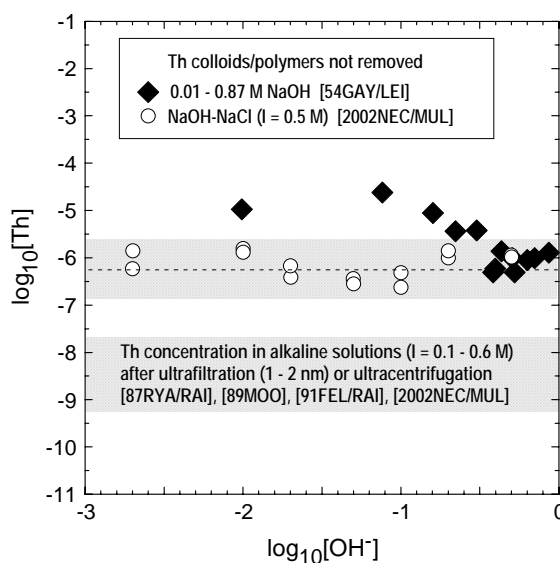 -1
Th colloids/polymers not removed
0.01 - 0.87 M NaOH [54GAY/LEI]
NaOH-NaCl (I = 0.5 M) [2002NEC/MUL]
-2
-3
-4
-5
-6
-7
-8
-9
-10
-11
log10[Th]
Th concentration in alkaline solutions (I = 0.1 - 0.6 M)
after ultrafiltration (1 - 2 nm) or ultracentrifugation
[87RYA/RAI], [89MOO], [91FEL/RAI], [2002NEC/MUL]
-3 -2 -1 0
log10[OH-]